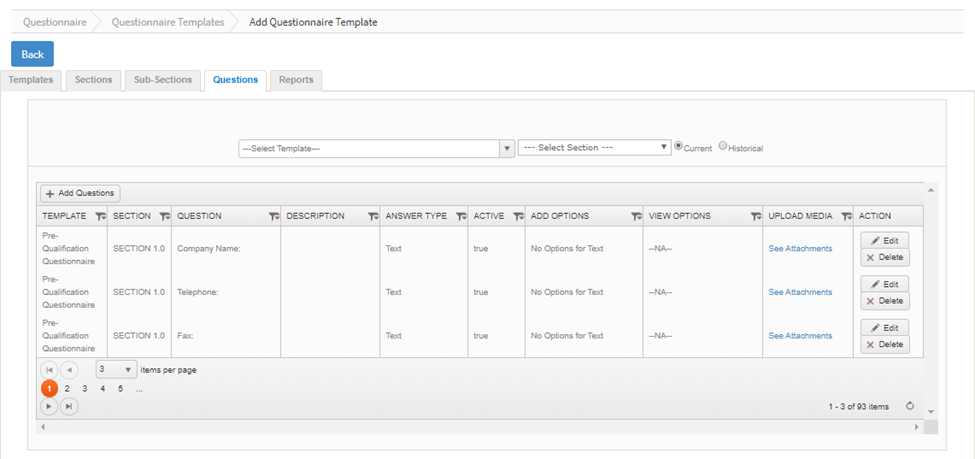 Questionnaire Questionnaire Templates Add Questionnaire Template
Back
Templates Sections Sub-Sections Questions Reports
---Select Template--- --- Select Section --- Current Historical
+ Add Questions
TEMPLATE SECTION QUESTION DESCRIPTION ANSWER TYPE ACTIVE ADD OPTIONS VIEW OPTIONS UPLOAD MEDIA ACTION
Pre-
Qualification
Questionnaire
SECTION 1.0 Company Name: Text true No Options for Text --NA-- See Attachments
Edit
Delete
Pre-
Qualification
Questionnaire
SECTION 1.0 Telephone: Text true No Options for Text --NA-- See Attachments
Edit
Delete
Pre-
Qualification
Questionnaire
SECTION 1.0 Fax: Text true No Options for Text --NA-- See Attachments
Edit
Delete
3 items per page
1 2 3 4 5 ...
1 - 3 of 93 items